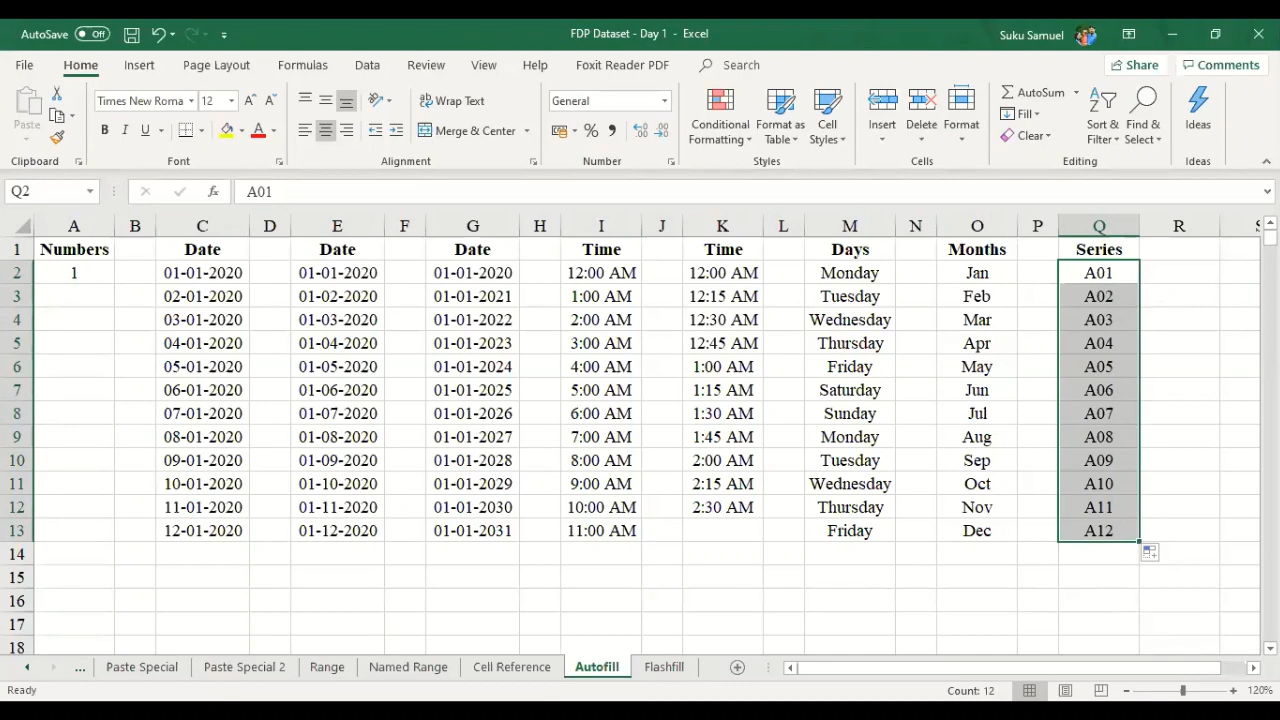 AutoSave Off FDP Dataset - Day 1 - Excel Suku Samuel
File Home Insert Page Layout Formulas Data Review View Help Foxit Reader PDF Search Share Comments
Paste Times New Roma 12 A A Wrap Text General Conditional Formatting Format as Table Cell Styles Insert Delete Format AutoSum Fill Clear Sort & Filter Find & Select Ideas
B I U A Merge & Center % ,
Clipboard Font Alignment Number Styles Cells Editing Ideas
Q2 fx A01
A B C D E F G H I J K L M N O P Q R
1 Numbers Date Date Date Time Time Days Months Series
2 1 01-01-2020 01-01-2020 01-01-2020 12:00 AM 12:00 AM Monday Jan A01
3 02-01-2020 01-02-2020 01-01-2021 1:00 AM 12:15 AM Tuesday Feb A02
4 03-01-2020 01-03-2020 01-01-2022 2:00 AM 12:30 AM Wednesday Mar A03
5 04-01-2020 01-04-2020 01-01-2023 3:00 AM 12:45 AM Thursday Apr A04
6 05-01-2020 01-05-2020 01-01-2024 4:00 AM 1:00 AM Friday May A05
7 06-01-2020 01-06-2020 01-01-2025 5:00 AM 1:15 AM Saturday Jun A06
8 07-01-2020 01-07-2020 01-01-2026 6:00 AM 1:30 AM Sunday Jul A07
9 08-01-2020 01-08-2020 01-01-2027 7:00 AM 1:45 AM Monday Aug A08
10 09-01-2020 01-09-2020 01-01-2028 8:00 AM 2:00 AM Tuesday Sep A09
11 10-01-2020 01-10-2020 01-01-2029 9:00 AM 2:15 AM Wednesday Oct A10
12 11-01-2020 01-11-2020 01-01-2030 10:00 AM 2:30 AM Thursday Nov A11
13 12-01-2020 01-12-2020 01-01-2031 11:00 AM Friday Dec A12
14
15
16
17
18
... Paste Special Paste Special 2 Range Named Range Cell Reference Autofill Flashfill
Ready Count: 12 120%